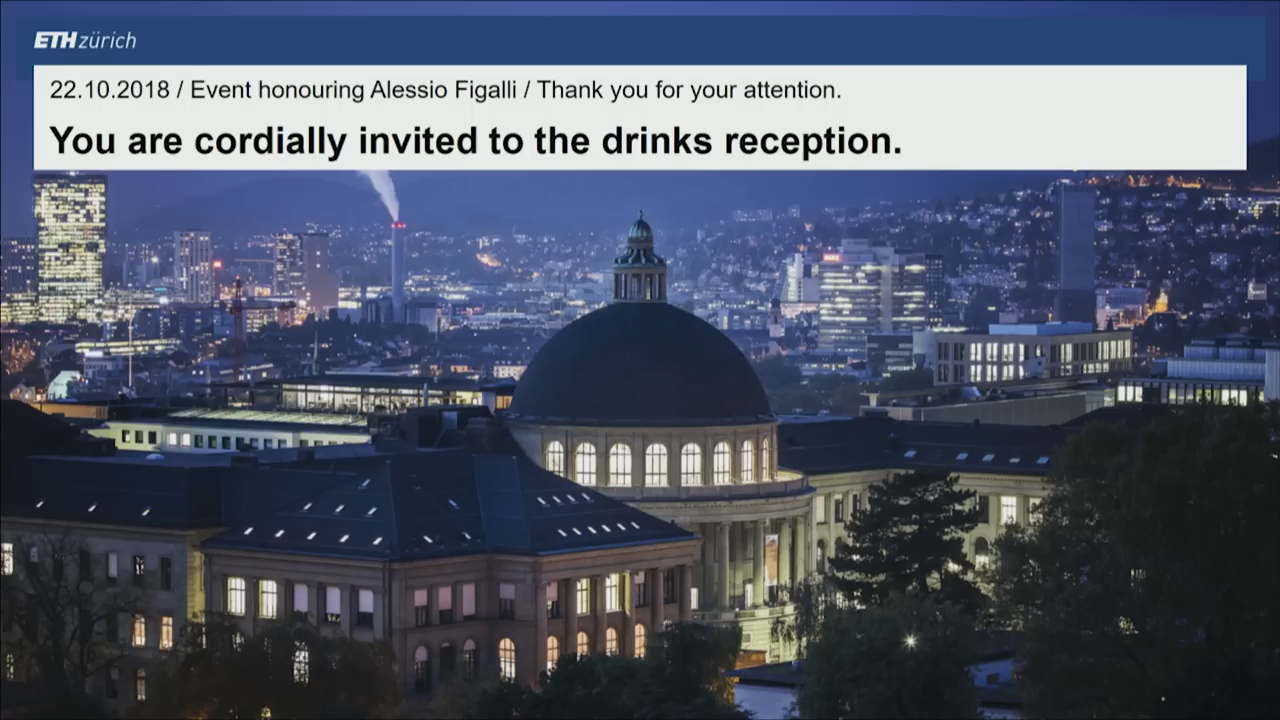 ETH zürich
22.10.2018 / Event honouring Alessio Figalli / Thank you for your attention.
You are cordially invited to the drinks reception.